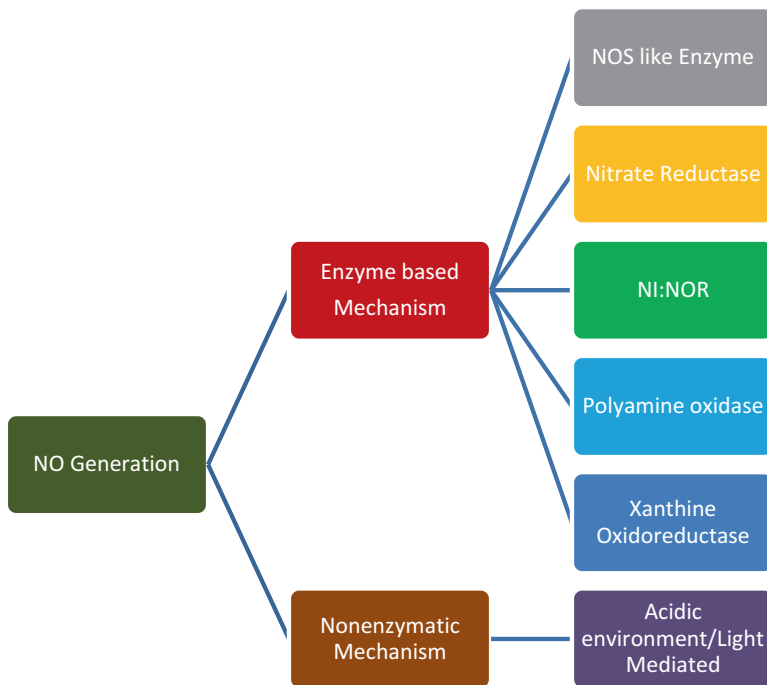 NO Generation
Enzyme based
Mechanism
NOS like Enzyme
Nitrate Reductase
NI:NOR
Polyamine oxidase
Xanthine
Oxidoreductase
Nonenzymatic
Mechanism
Acidic
environment/Light
Mediated